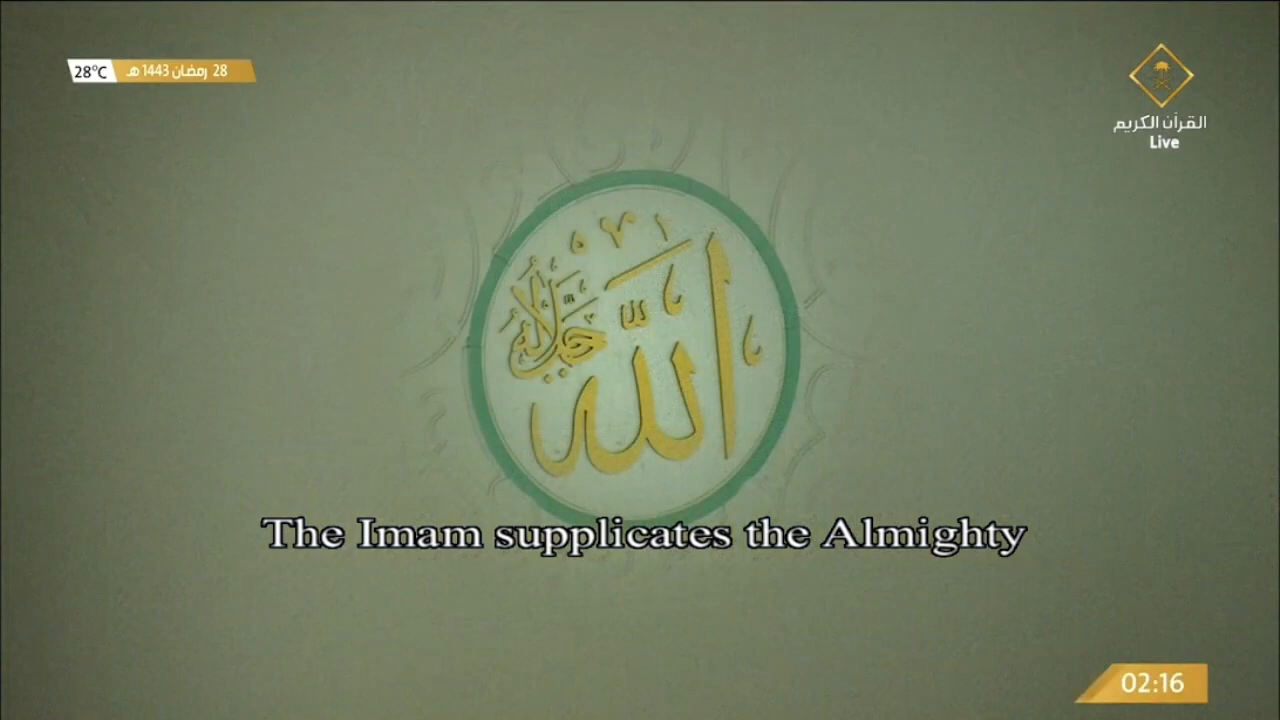 28°C
28 رمضان 1443 هـ
القرآن الكريم
Live
الله
جل جلاله
The Imam supplicates the Almighty
02:16